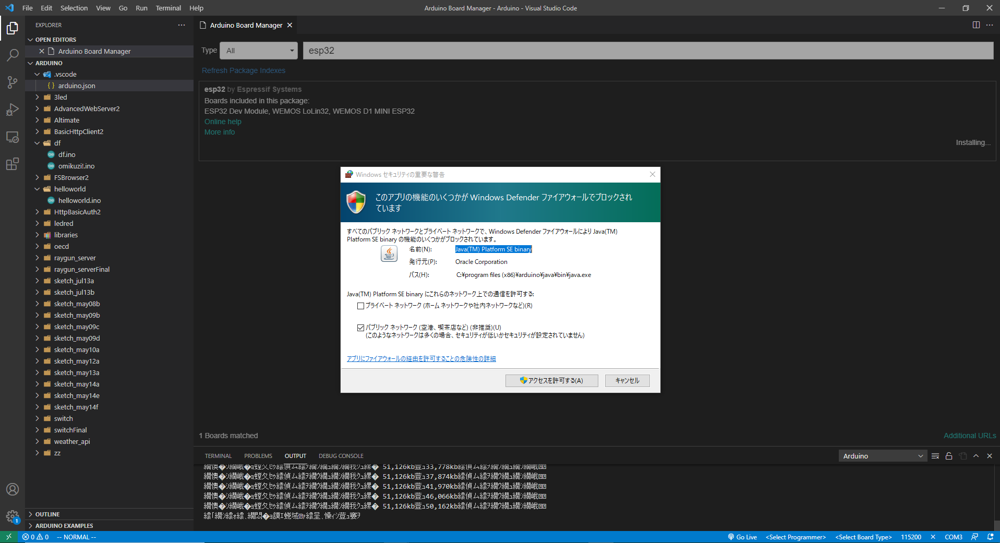 File Edit Selection View Go Run Terminal Help
Arduino Board Manager - Arduino - Visual Studio Code
EXPLORER
OPEN EDITORS
Arduino Board Manager
ARDUINO
.vscode
{} arduino.json
3led
AdvancedWebServer2
Altimate
BasicHttpClient2
df
df.ino
omikuzi1.ino
FSBrowser2
helloworld
helloworld.ino
HttpBasicAuth2
ledred
libraries
oecd
raygun_server
raygun_serverFinal
sketch_jul13a
sketch_jul13b
sketch_may08b
sketch_may09b
sketch_may09c
sketch_may09d
sketch_may10a
sketch_may12a
sketch_may13a
sketch_may14a
sketch_may14e
sketch_may14f
switch
switchFinal
weather_api
zz
OUTLINE
ARDUINO EXAMPLES
Arduino Board Manager
Type All esp32
Refresh Package Indexes
esp32 by Espressif Systems
Boards included in this package:
ESP32 Dev Module, WEMOS LoLin32, WEMOS D1 MINI ESP32
Online help
More info
Installing...
Windows セキュリティの重要な警告
このアプリの機能のいくつかが Windows Defender ファイアウォールでブロックされ
ています
すべてのパブリック ネットワークとプライベート ネットワークで、Windows Defender ファイアウォールにより Java(TM)
Platform SE binary の機能のいくつかがブロックされています。
名前(N): Java(TM) Platform SE binary
発行元(P): Oracle Corporation
パス(H): C:¥program files (x86)¥arduino¥java¥bin¥java.exe
Java(TM) Platform SE binary にこれらのネットワーク上での通信を許可する:
プライベート ネットワーク (ホーム ネットワークや社内ネットワークなど)(R)
パブリック ネットワーク (空港、喫茶店など) (非推奨)(U)
(このようなネットワークは多くの場合、セキュリティが低いかセキュリティが設定されていません)
アプリにファイアウォールの経由を許可することの危険性の詳細
アクセスを許可する(A) キャンセル
1 Boards matched
Additional URLs
TERMINAL PROBLEMS OUTPUT DEBUG CONSOLE
Arduino
51,126kb
33,778kb
51,126kb
37,874kb
51,126kb
41,970kb
51,126kb
46,066kb
51,126kb
50,162kb
1
0 0 -- NORMAL --
Go Live <Select Programmer> <Select Board Type> 115200 COM3